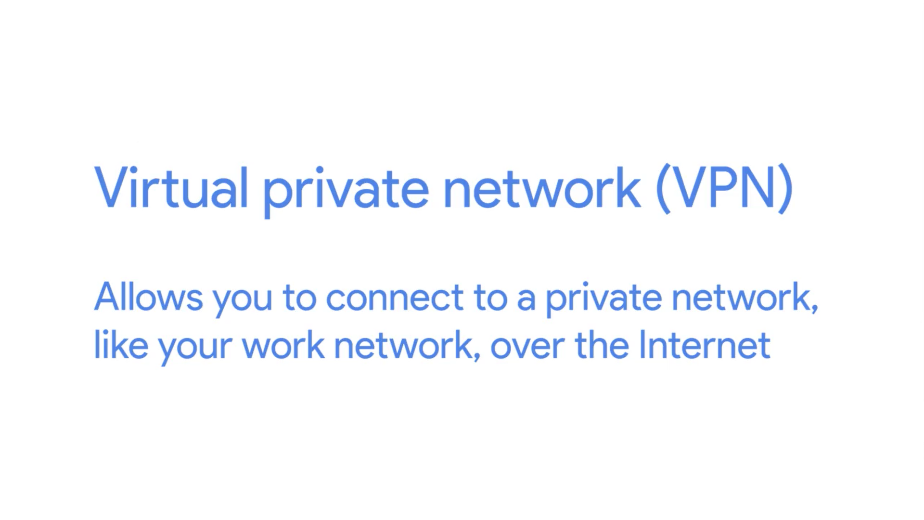 Virtual private network (VPN)
Allows you to connect to a private network,
like your work network, over the Internet